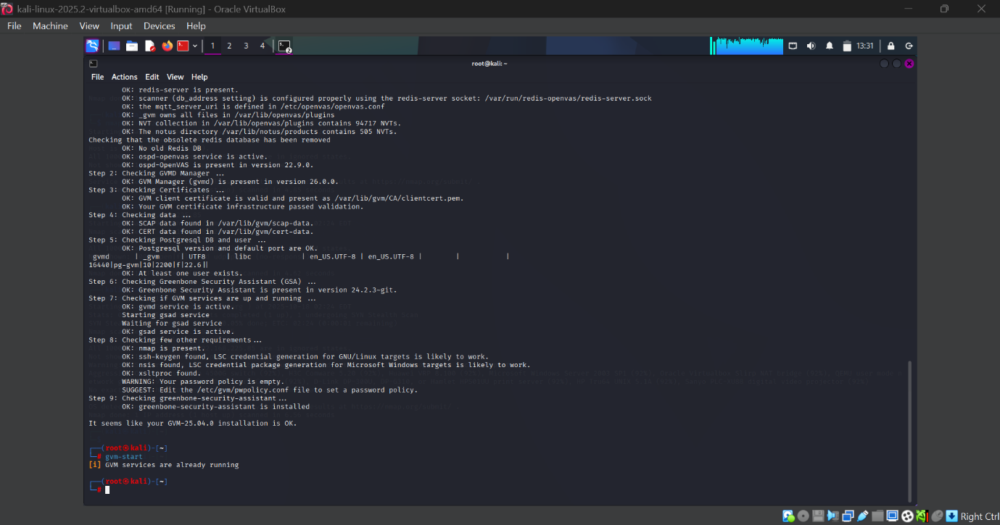 kali-linux-2025.2-virtualbox-amd64 [Running] - Oracle VirtualBox
File Machine View Input Devices Help
1 2 3 4 2 13:31
root@kali: ~
File Actions Edit View Help
OK: redis-server is present.
OK: scanner (db_address setting) is configured properly using the redis-server socket: /var/run/redis-openvas/redis-server.sock
OK: the mqtt_server_uri is defined in /etc/openvas/openvas.conf
OK: _gvm owns all files in /var/lib/openvas/plugins
OK: NVT collection in /var/lib/openvas/plugins contains 94717 NVTs.
OK: The notus directory /var/lib/notus/products contains 505 NVTs.
Checking that the obsolete redis database has been removed
OK: No old Redis DB
OK: ospd-openvas service is active.
OK: ospd-OpenVAS is present in version 22.9.0.
Step 2: Checking GVMD Manager ...
OK: GVM Manager (gvmd) is present in version 26.0.0.
Step 3: Checking Certificates ...
OK: GVM client certificate is valid and present as /var/lib/gvm/CA/clientcert.pem.
OK: Your GVM certificate infrastructure passed validation.
Step 4: Checking data ...
OK: SCAP data found in /var/lib/gvm/scap-data.
OK: CERT data found in /var/lib/gvm/cert-data.
Step 5: Checking Postgresql DB and user ...
OK: Postgresql version and default port are OK.
gvmd | _gvm | UTF8 | libc | en_US.UTF-8 | en_US.UTF-8 | | |
16440|pg-gvm|10|2200|f|22.6||
OK: At least one user exists.
Step 6: Checking Greenbone Security Assistant (GSA) ...
OK: Greenbone Security Assistant is present in version 24.2.3~git.
Step 7: Checking if GVM services are up and running ...
OK: gvmd service is active.
Starting gsad service
Waiting for gsad service
OK: gsad service is active.
Step 8: Checking few other requirements...
OK: nmap is present.
OK: ssh-keygen found, LSC credential generation for GNU/Linux targets is likely to work.
OK: nsis found, LSC credential package generation for Microsoft Windows targets is likely to work.
OK: xsltproc found.
WARNING: Your password policy is empty.
SUGGEST: Edit the /etc/gvm/pwpolicy.conf file to set a password policy.
Step 9: Checking greenbone-security-assistant...
OK: greenbone-security-assistant is installed
It seems like your GVM-25.04.0 installation is OK.
┌──(root㉿kali)-[~]
└─# gvm-start
[i] GVM services are already running
┌──(root㉿kali)-[~]
└─#
Right Ctrl